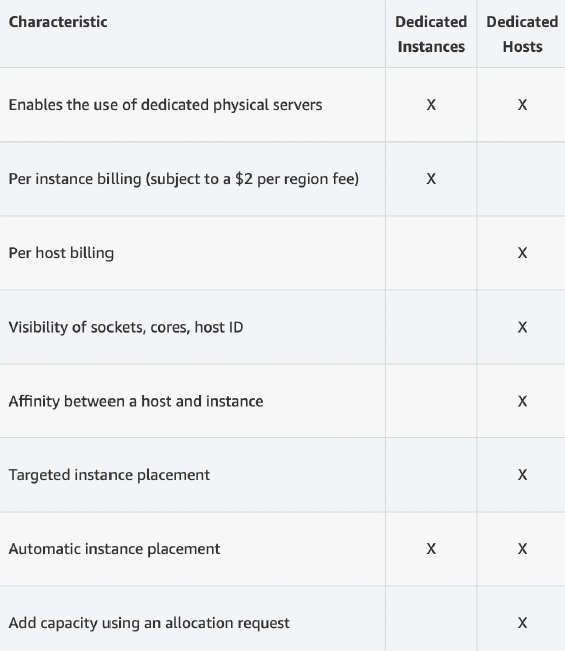 Characteristic Dedicated Instances Dedicated Hosts
Enables the use of dedicated physical servers X X
Per instance billing (subject to a $2 per region fee) X
Per host billing X
Visibility of sockets, cores, host ID X
Affinity between a host and instance X
Targeted instance placement X
Automatic instance placement X X
Add capacity using an allocation request X